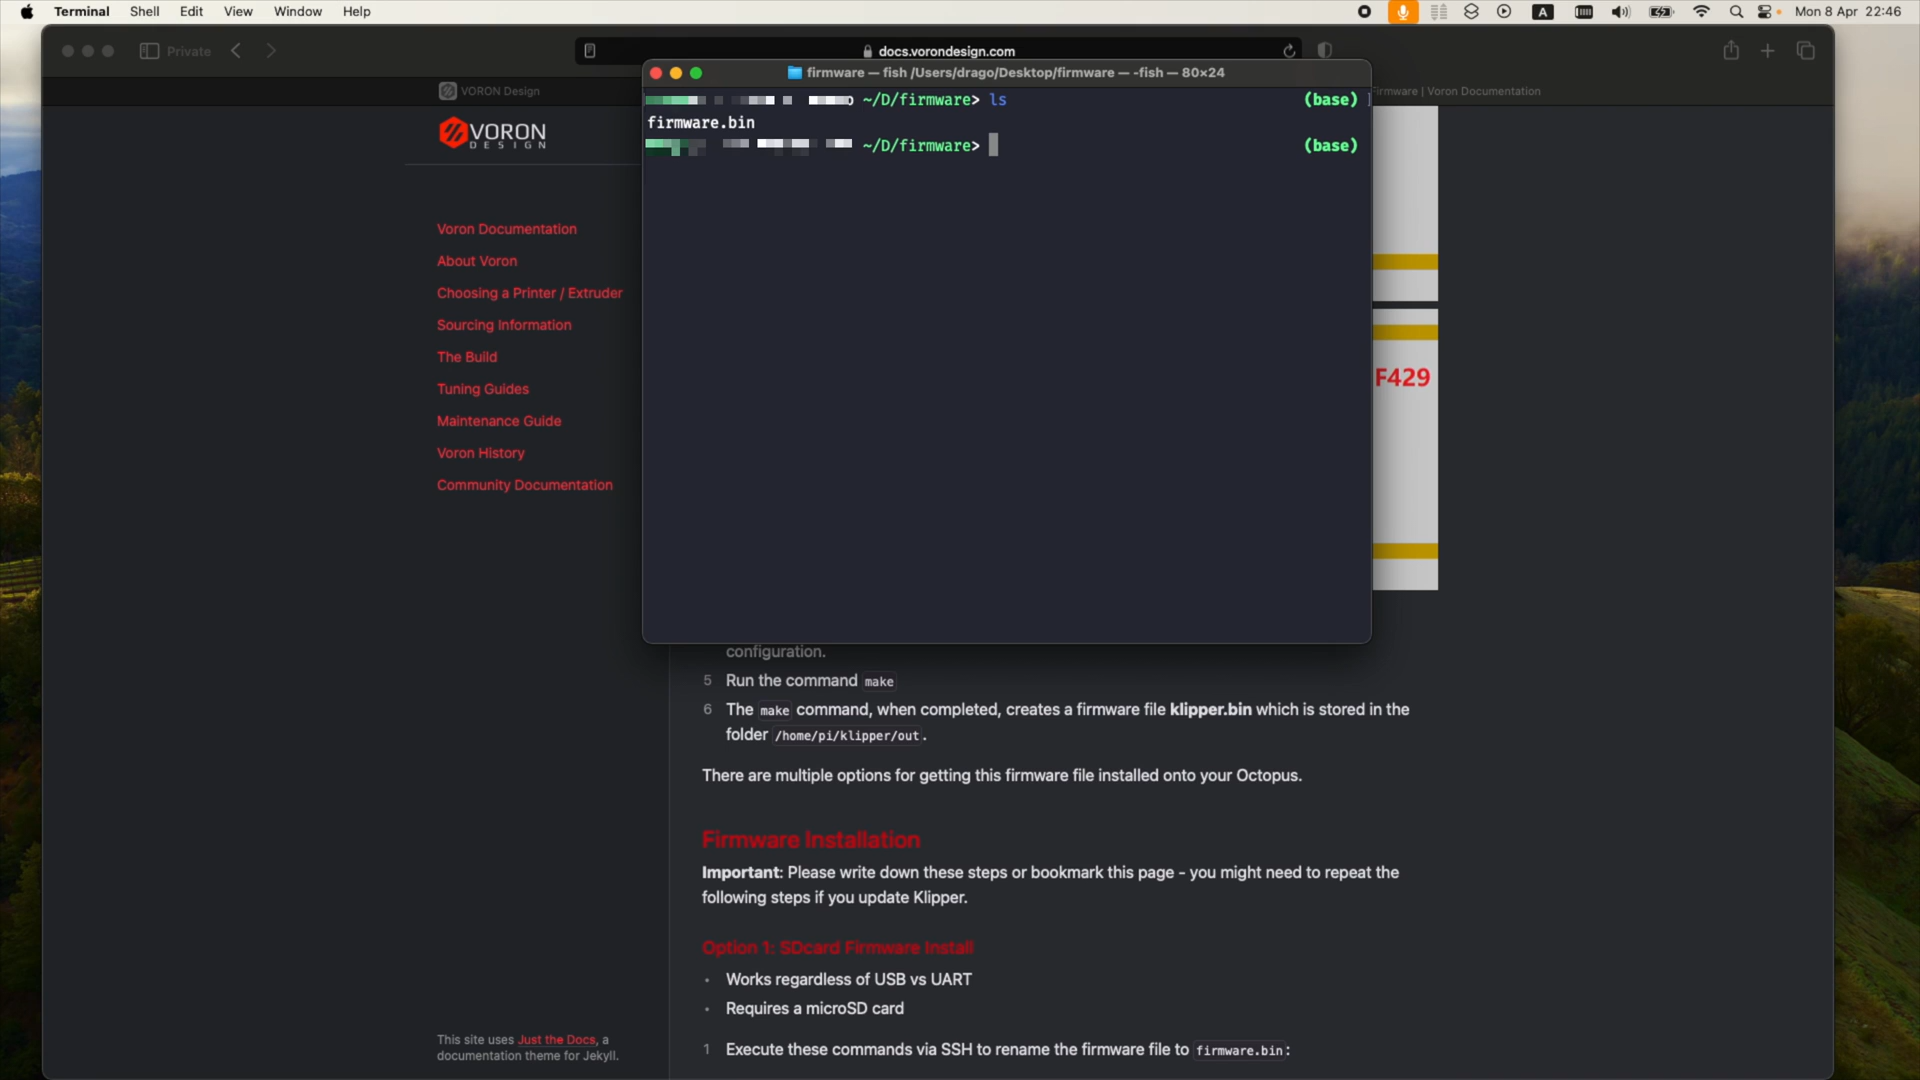 Terminal Shell Edit View Window Help
A
Mon 8 Apr 22:46
Private
docs.vorondesign.com
VORON Design
Firmware | Voron Documentation
firmware — fish /Users/drago/Desktop/firmware — -fish — 80×24
~/D/firmware> ls (base)
firmware.bin
~/D/firmware> (base)
VORON
DESIGN
Voron Documentation
About Voron
Choosing a Printer / Extruder
Sourcing Information
The Build
Tuning Guides
Maintenance Guide
Voron History
Community Documentation
This site uses Just the Docs, a
documentation theme for Jekyll.
F429
configuration.
5 Run the command make
6 The make command, when completed, creates a firmware file klipper.bin which is stored in the
folder /home/pi/klipper/out.
There are multiple options for getting this firmware file installed onto your Octopus.
Firmware Installation
Important: Please write down these steps or bookmark this page - you might need to repeat the
following steps if you update Klipper.
Option 1: SDcard Firmware Install
• Works regardless of USB vs UART
• Requires a microSD card
1 Execute these commands via SSH to rename the firmware file to firmware.bin: